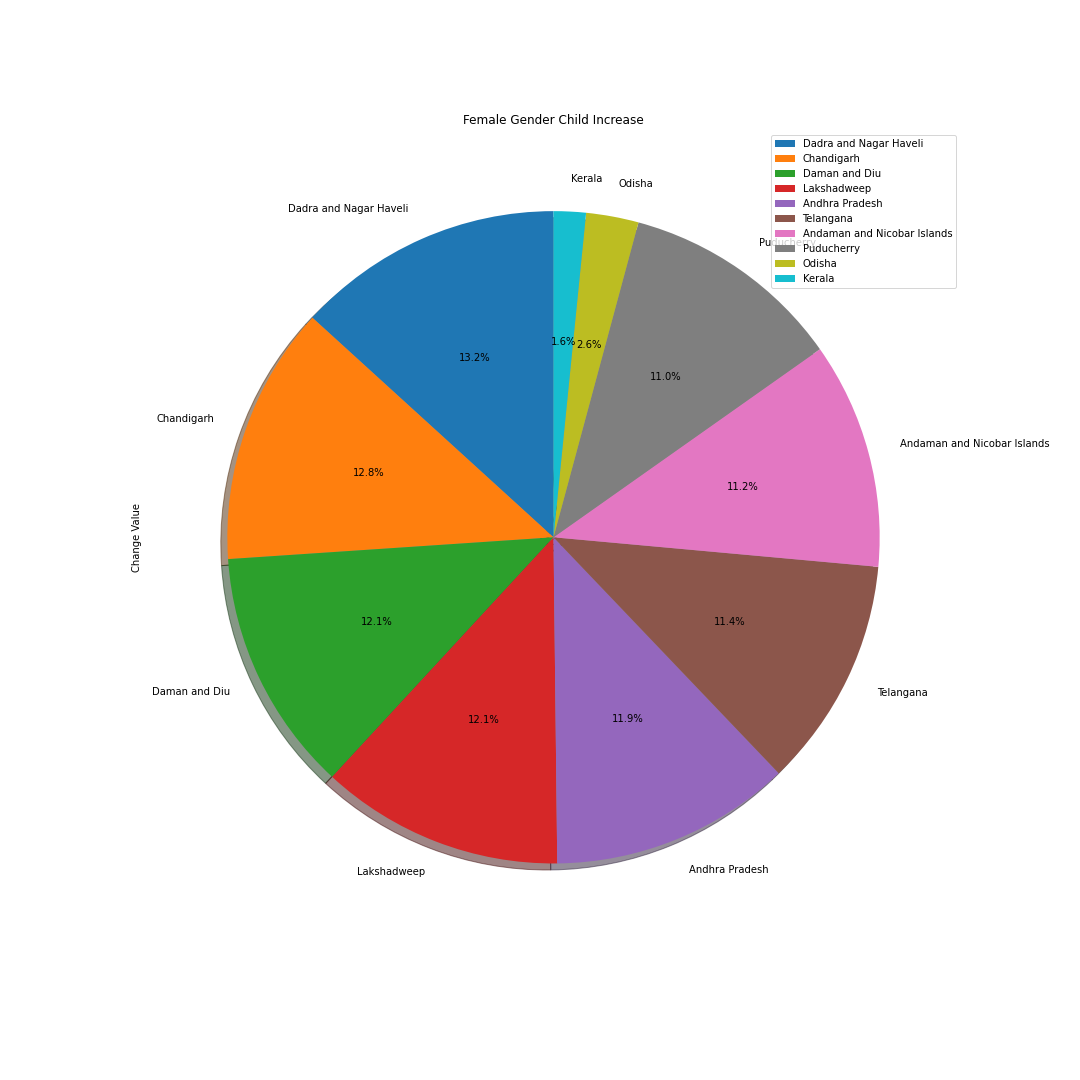 Female Gender Child Increase
Dadra and Nagar Haveli
Chandigarh
Daman and Diu
Lakshadweep
Andhra Pradesh
Telangana
Andaman and Nicobar Islands
Puducherry
Odisha
Kerala
Kerala
Odisha
Dadra and Nagar Haveli
Puducherry
1.6%
2.6%
13.2%
11.0%
Chandigarh
Andaman and Nicobar Islands
12.8%
11.2%
Change Value
12.1%
11.4%
Daman and Diu
Telangana
12.1%
11.9%
Lakshadweep
Andhra Pradesh